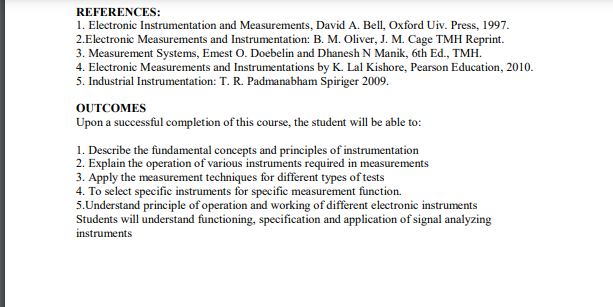 REFERENCES:
1. Electronic Instrumentation and Measurements, David A. Bell, Oxford Uiv. Press, 1997.
2.Electronic Measurements and Instrumentation: B. M. Oliver, J. M. Cage TMH Reprint.
3. Measurement Systems, Emest O. Doebelin and Dhanesh N Manik, 6th Ed., TMH.
4. Electronic Measurements and Instrumentations by K. Lal Kishore, Pearson Education, 2010.
5. Industrial Instrumentation: T. R. Padmanabham Spiriger 2009.
OUTCOMES
Upon a successful completion of this course, the student will be able to:
1. Describe the fundamental concepts and principles of instrumentation
2. Explain the operation of various instruments required in measurements
3. Apply the measurement techniques for different types of tests
4. To select specific instruments for specific measurement function.
5.Understand principle of operation and working of different electronic instruments
Students will understand functioning, specification and application of signal analyzing
instruments